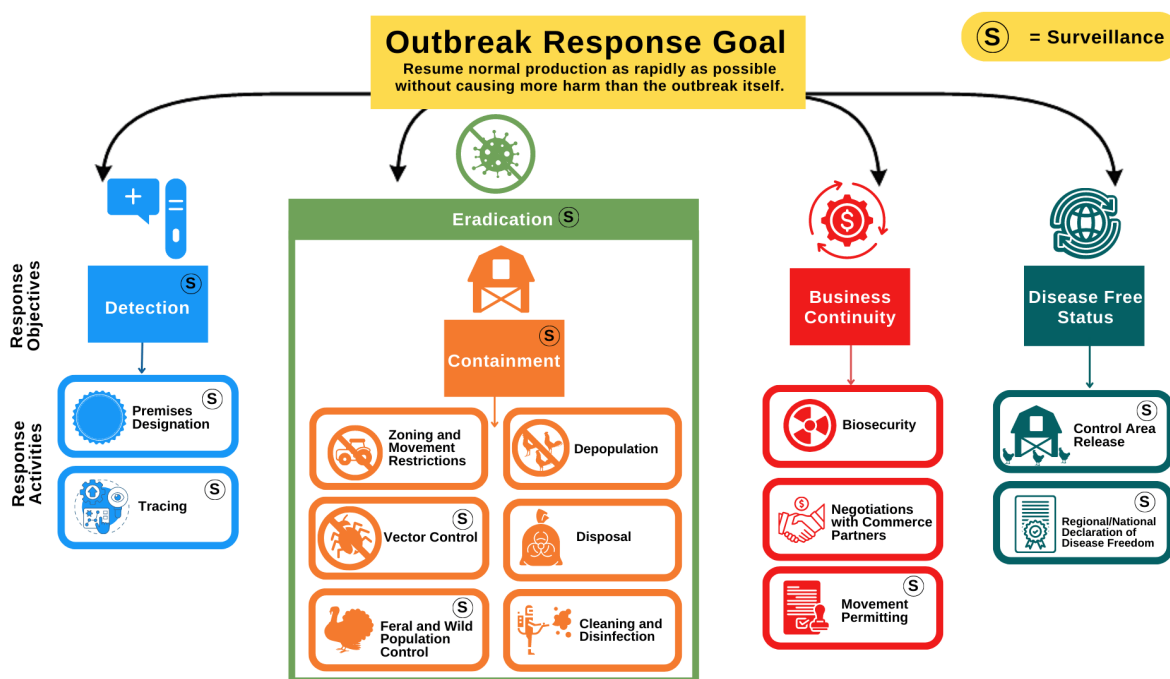 Outbreak Response Goal
Resume normal production as rapidly as possible
without causing more harm than the outbreak itself.
S = Surveillance
Response
Objectives
S
Detection
Eradication S
S
Containment
Business
Continuity
Disease Free
Status
$
Response
Activities
S
Premises
Designation
S
Tracing
Zoning and
Movement
Restrictions
Depopulation
S
Vector Control
Disposal
S
Feral and Wild
Population
Control
Cleaning and
Disinfection
Biosecurity
$
Negotiations
with Commerce
Partners
S
Movement
Permitting
S
Control Area
Release
S
Regional/National
Declaration of
Disease Freedom